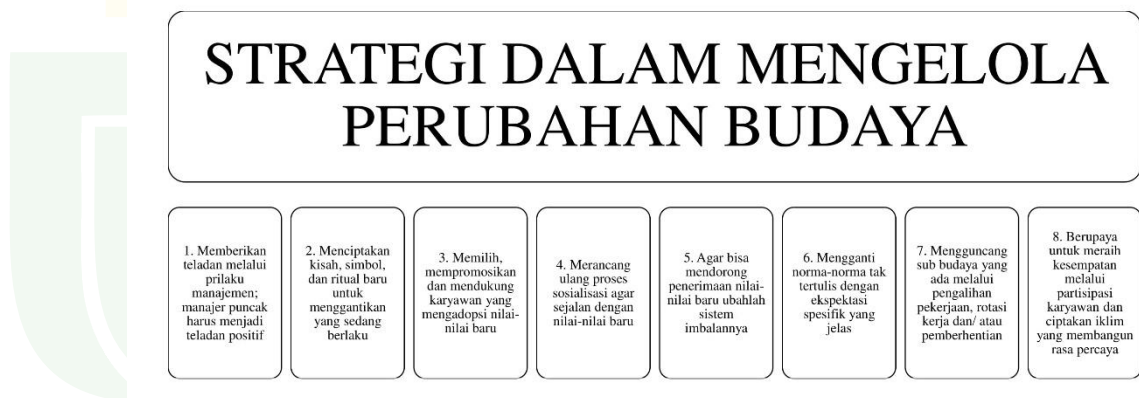 STRATEGI DALAM MENGELOLA
PERUBAHAN BUDAYA
1. Memberikan
teladan melalui
prilaku
manajemen;
manajer puncak
harus menjadi
teladan positif
2. Menciptakan
kisah, simbol,
dan ritual baru
untuk
menggantikan
yang sedang
berlaku
3. Memilih,
mempromosikan
dan mendukung
karyawan yang
mengadopsi nilai-
nilai baru
4. Merancang
ulang proses
sosialisasi agar
sejalan dengan
nilai-nilai baru
5. Agar bisa
mendorong
penerimaan nilai-
nilai baru ubahlah
sistem
imbalannya
6. Mengganti
norma-norma tak
tertulis dengan
ekspektasi
spesifik yang
jelas
7. Mengguncang
sub budaya yang
ada melalui
pengalihan
pekerjaan, rotasi
kerja dan/ atau
pemberhentian
8. Berupaya
untuk meraih
kesempatan
melalui
partisipasi
karyawan dan
ciptakan iklim
yang membangun
rasa percaya